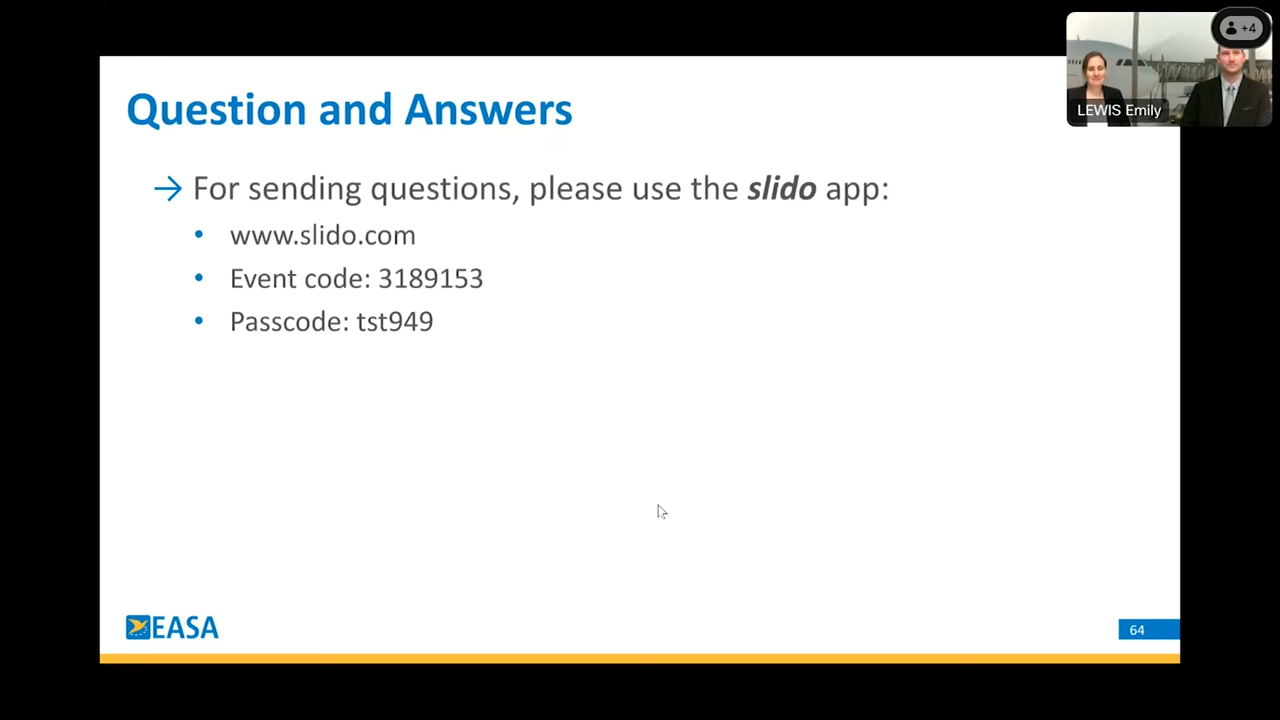 +4
LEWIS Emily
Question and Answers
→ For sending questions, please use the slido app:
• www.slido.com
• Event code: 3189153
• Passcode: tst949
EASA
64